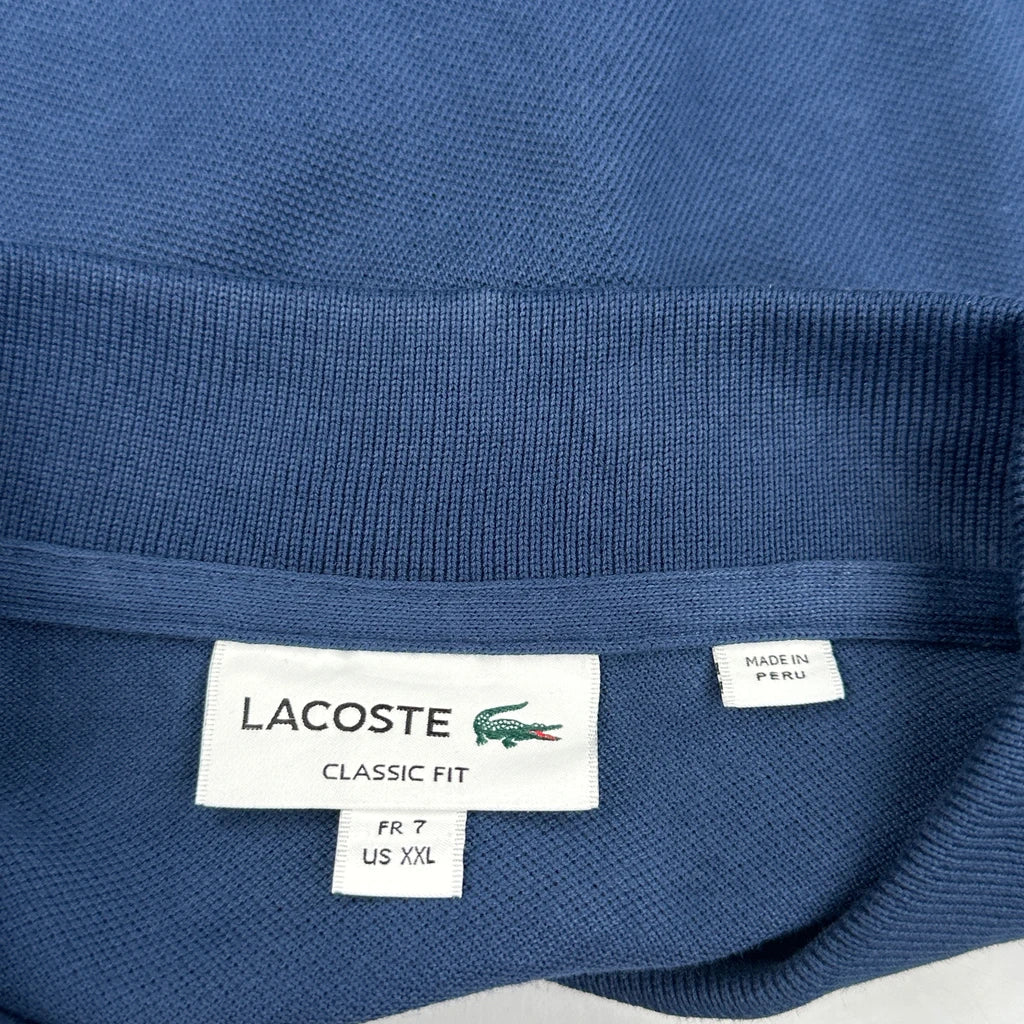 LACOSTE
CLASSIC FIT
FR 7
US XXL
MADE IN
PERU